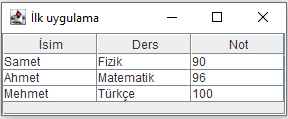 İlk uygulama
İsim Ders Not
Samet Fizik 90
Ahmet Matematik 96
Mehmet Türkçe 100